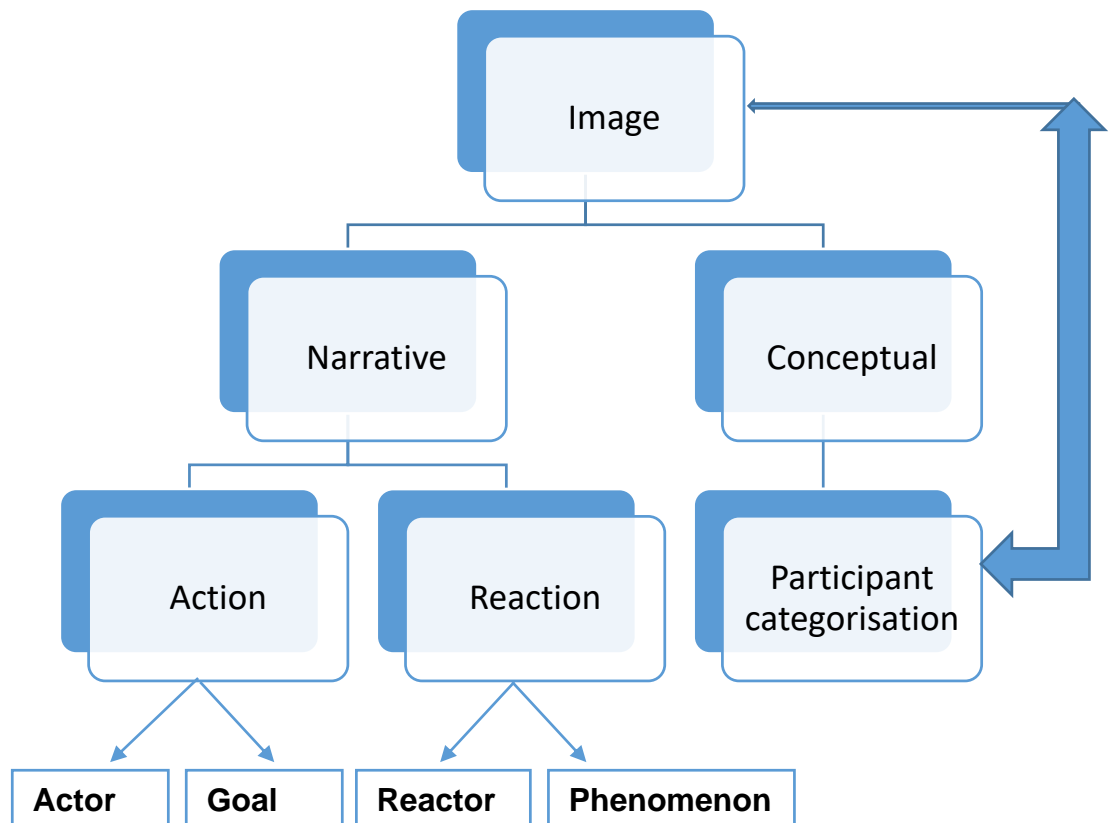 Image
Narrative
Conceptual
Action
Reaction
Participant
categorisation
Actor
Goal
Reactor
Phenomenon